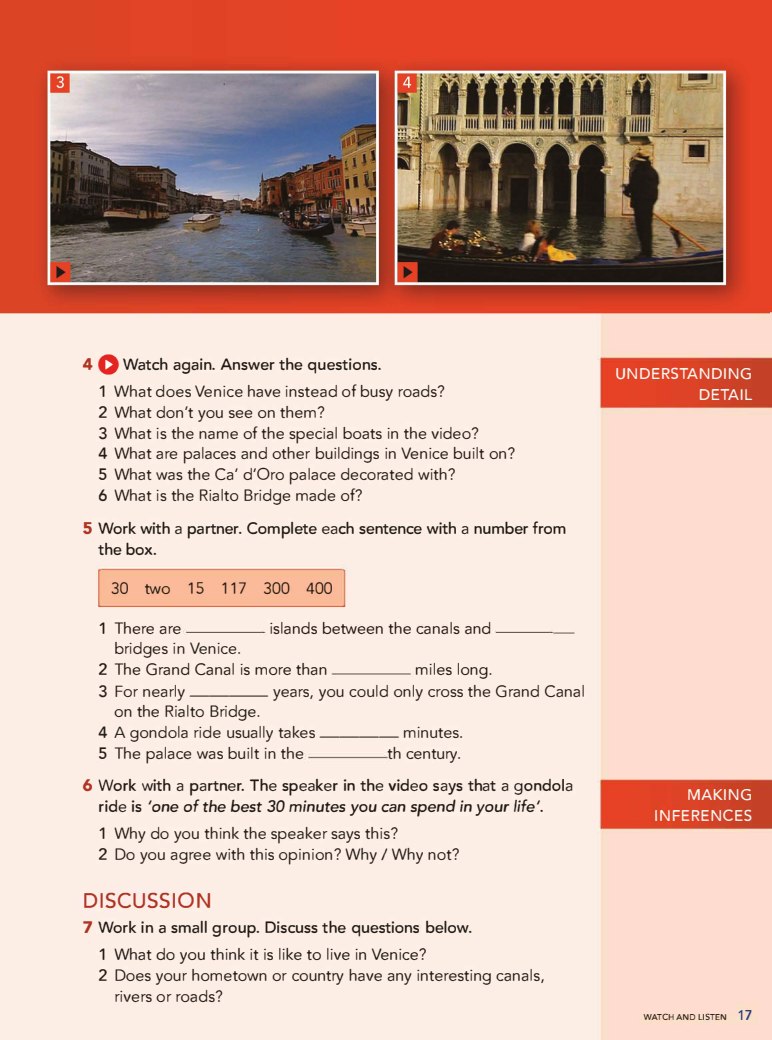 3
4
4 Watch again. Answer the questions.
1 What does Venice have instead of busy roads?
2 What don't you see on them?
3 What is the name of the special boats in the video?
4 What are palaces and other buildings in Venice built on?
5 What was the Ca' d'Oro palace decorated with?
6 What is the Rialto Bridge made of?
UNDERSTANDING
DETAIL
5 Work with a partner. Complete each sentence with a number from
the box.
30 two 15 117 300 400
1 There are __________ islands between the canals and __________
bridges in Venice.
2 The Grand Canal is more than __________ miles long.
3 For nearly __________ years, you could only cross the Grand Canal
on the Rialto Bridge.
4 A gondola ride usually takes __________ minutes.
5 The palace was built in the __________th century.
6 Work with a partner. The speaker in the video says that a gondola
ride is 'one of the best 30 minutes you can spend in your life'.
1 Why do you think the speaker says this?
2 Do you agree with this opinion? Why / Why not?
MAKING
INFERENCES
DISCUSSION
7 Work in a small group. Discuss the questions below.
1 What do you think it is like to live in Venice?
2 Does your hometown or country have any interesting canals,
rivers or roads?
WATCH AND LISTEN 17